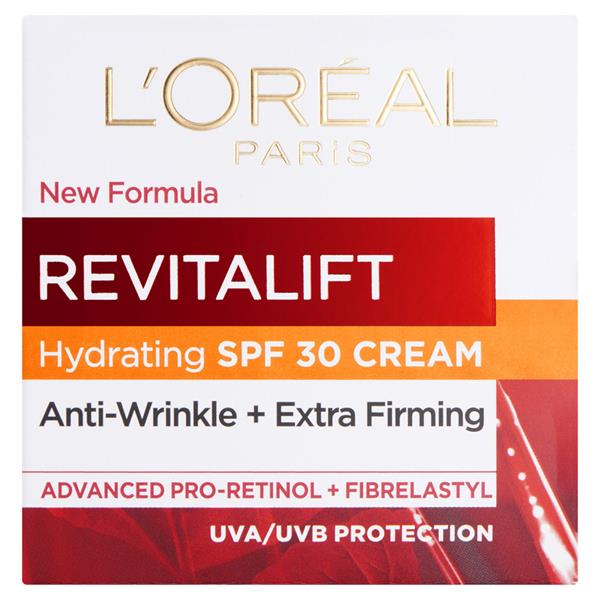 L'ORÉAL
PARIS
New Formula
REVITALIFT
Hydrating SPF 30 CREAM
Anti-Wrinkle + Extra Firming
ADVANCED PRO-RETINOL + FIBRELASTYL
UVA/UVB PROTECTION